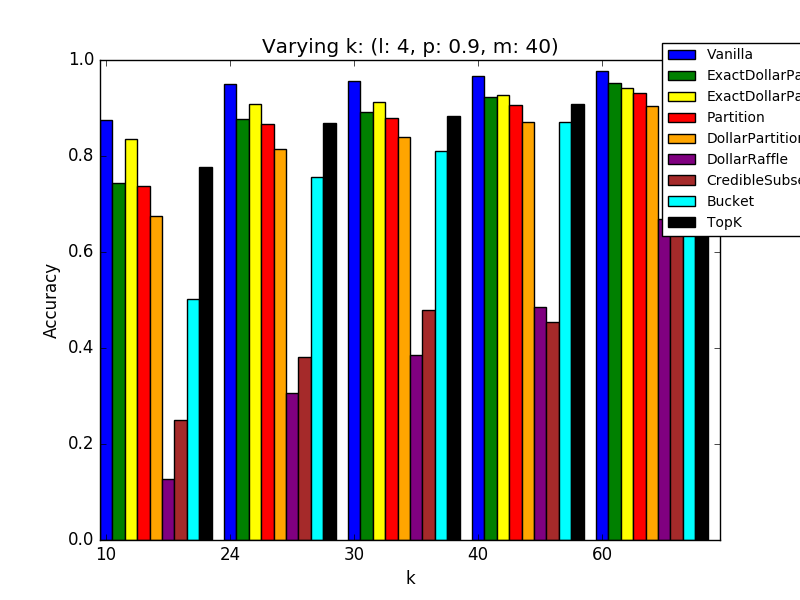 Varying k: (l: 4, p: 0.9, m: 40)
Vanilla
ExactDollarPa
ExactDollarPa
Partition
DollarPartition
DollarRaffle
CredibleSubse
Bucket
TopK
1.0
0.8
0.6
0.4
0.2
0.0
Accuracy
10 24 30 40 60
k